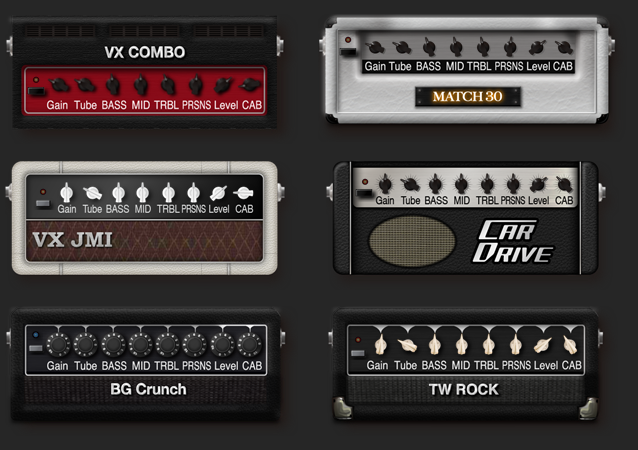 VX COMBO
Gain Tube BASS MID TRBL PRSNS Level CAB
Gain Tube BASS MID TRBL PRSNS Level CAB
MATCH 30
Gain Tube BASS MID TRBL PRSNS Level CAB
VX JMI
Gain Tube BASS MID TRBL PRSNS Level CAB
CAR
DRIVE
Gain Tube BASS MID TRBL PRSNS Level CAB
BG Crunch
Gain Tube BASS MID TRBL PRSNS Level CAB
TW ROCK